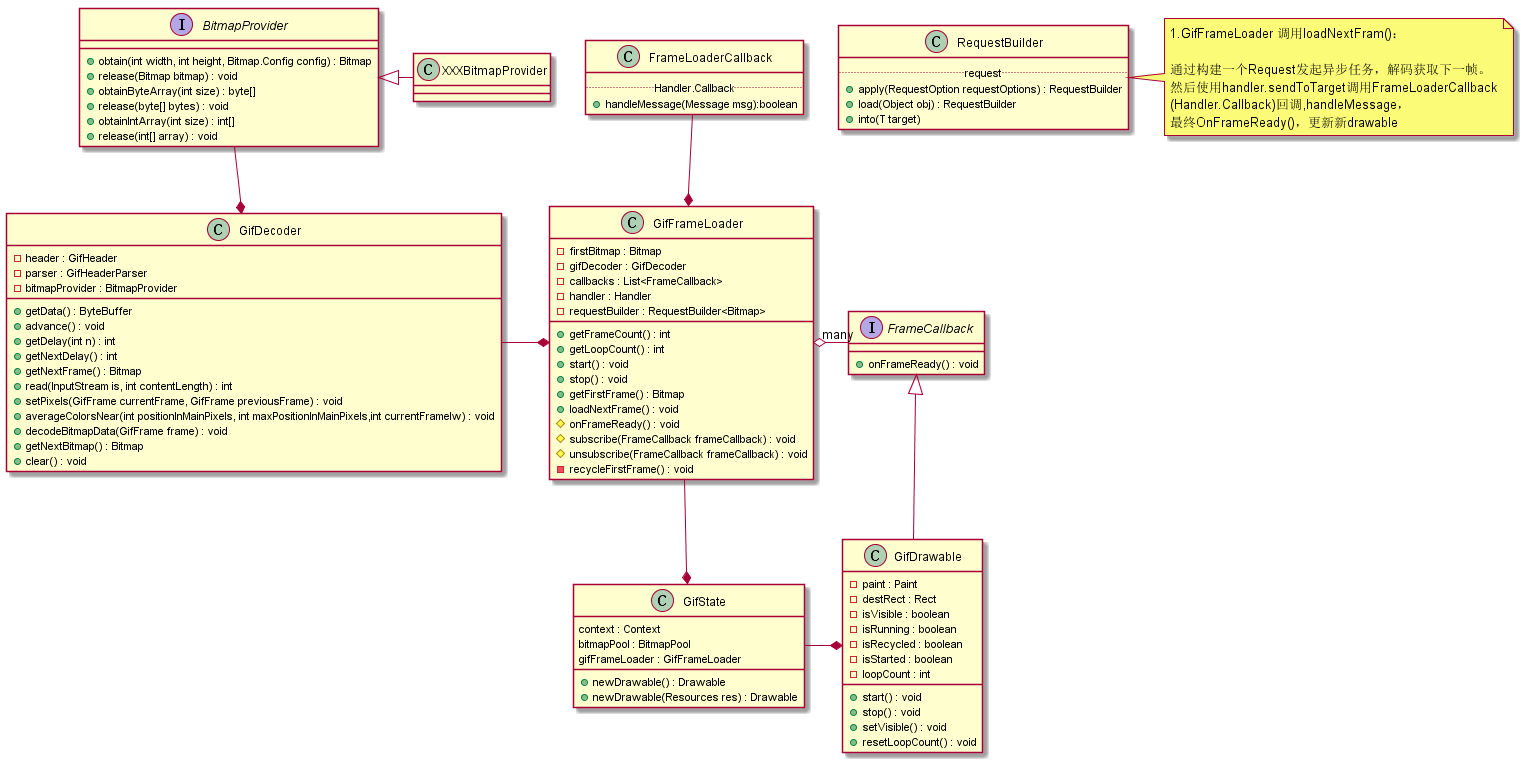 BitmapProvider
obtain(int width, int height, Bitmap.Config config) : Bitmap
release(Bitmap bitmap) : void
obtainByteArray(int size) : byte[]
release(byte[] bytes) : void
obtainIntArray(int size) : int[]
release(int[] array) : void
XXXBitmapProvider
FrameLoaderCallback
Handler.Callback
handleMessage(Message msg):boolean
RequestBuilder
request
apply(RequestOption requestOptions) : RequestBuilder
load(Object obj) : RequestBuilder
into(T target)
1.GifFrameLoader 调用loadNextFram()：
通过构建一个Request发起异步任务，解码获取下一帧。
然后使用handler.sendToTarget调用FrameLoaderCallback
(Handler.Callback)回调,handleMessage，
最终OnFrameReady()，更新新drawable
GifDecoder
header : GifHeader
parser : GifHeaderParser
bitmapProvider : BitmapProvider
getData() : ByteBuffer
advance() : void
getDelay(int n) : int
getNextDelay() : int
getNextFrame() : Bitmap
read(InputStream is, int contentLength) : int
setPixels(GifFrame currentFrame, GifFrame previousFrame) : void
averageColorsNear(int positionInMainPixels, int maxPositionInMainPixels,int currentFrameIw) : void
decodeBitmapData(GifFrame frame) : void
getNextBitmap() : Bitmap
clear() : void
GifFrameLoader
firstBitmap : Bitmap
gifDecoder : GifDecoder
callbacks : List<FrameCallback>
handler : Handler
requestBuilder : RequestBuilder<Bitmap>
getFrameCount() : int
getLoopCount() : int
start() : void
stop() : void
getFirstFrame() : Bitmap
loadNextFrame() : void
onFrameReady() : void
subscribe(FrameCallback frameCallback) : void
unsubscribe(FrameCallback frameCallback) : void
recycleFirstFrame() : void
many
FrameCallback
onFrameReady() : void
GifState
context : Context
bitmapPool : BitmapPool
gifFrameLoader : GifFrameLoader
newDrawable() : Drawable
newDrawable(Resources res) : Drawable
GifDrawable
paint : Paint
destRect : Rect
isVisible : boolean
isRunning : boolean
isRecycled : boolean
isStarted : boolean
loopCount : int
start() : void
stop() : void
setVisible() : void
resetLoopCount() : void